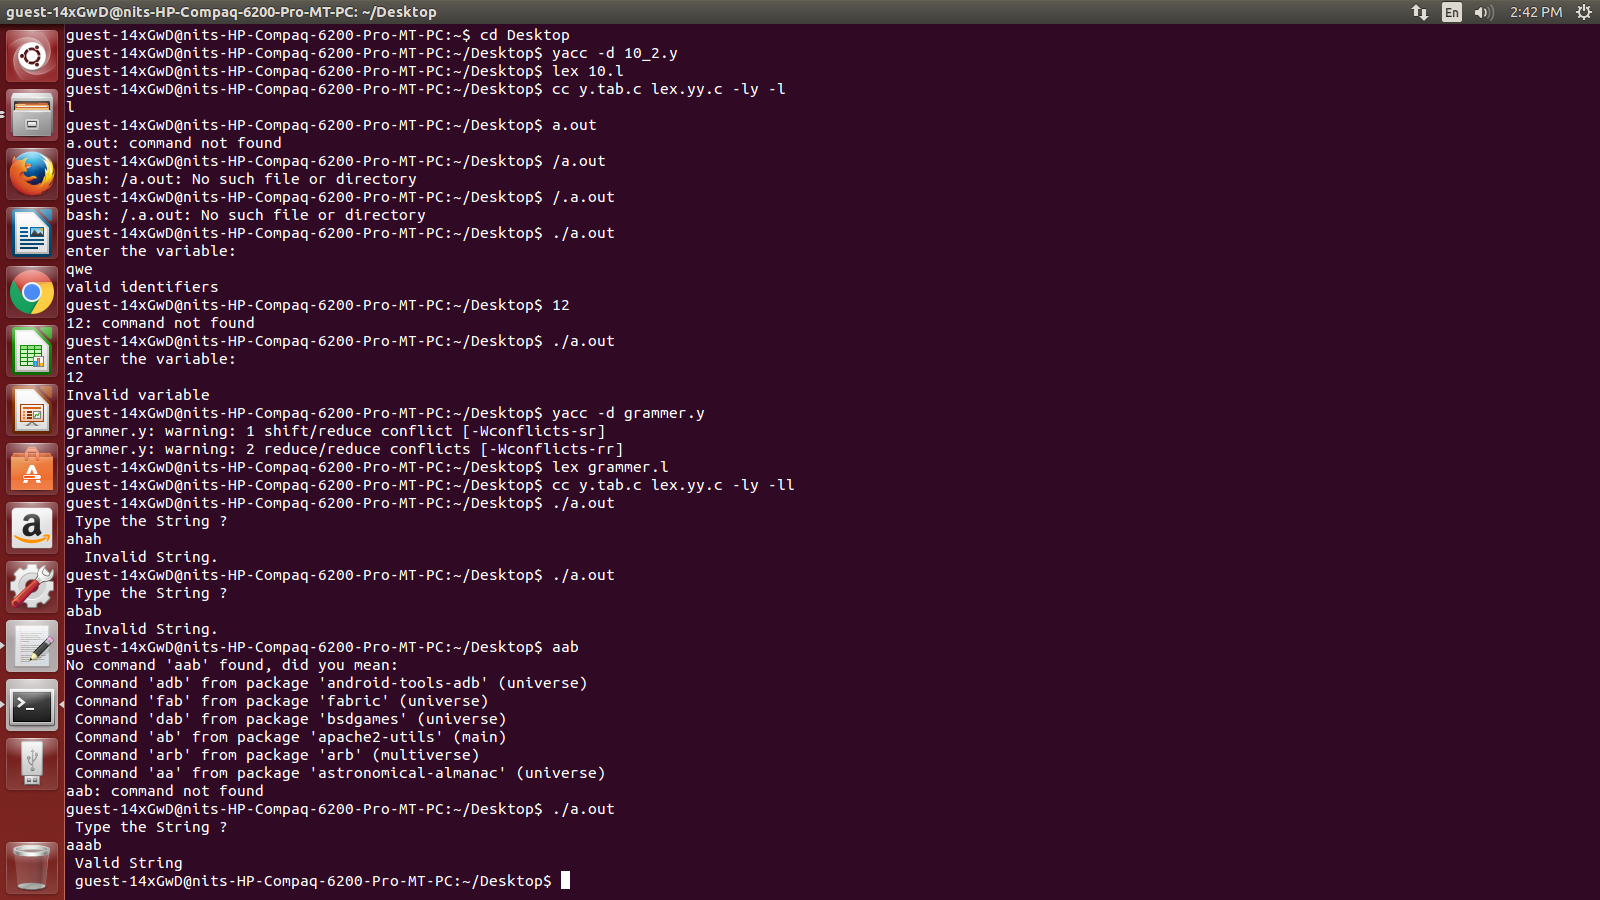 guest-14xGwD@nits-HP-Compaq-6200-Pro-MT-PC: ~/Desktop
En
2:42 PM
guest-14xGwD@nits-HP-Compaq-6200-Pro-MT-PC:~$ cd Desktop
guest-14xGwD@nits-HP-Compaq-6200-Pro-MT-PC:~/Desktop$ yacc -d 10_2.y
guest-14xGwD@nits-HP-Compaq-6200-Pro-MT-PC:~/Desktop$ lex 10.l
guest-14xGwD@nits-HP-Compaq-6200-Pro-MT-PC:~/Desktop$ cc y.tab.c lex.yy.c -ly -l
l
guest-14xGwD@nits-HP-Compaq-6200-Pro-MT-PC:~/Desktop$ a.out
a.out: command not found
guest-14xGwD@nits-HP-Compaq-6200-Pro-MT-PC:~/Desktop$ /a.out
bash: /a.out: No such file or directory
guest-14xGwD@nits-HP-Compaq-6200-Pro-MT-PC:~/Desktop$ /.a.out
bash: /.a.out: No such file or directory
guest-14xGwD@nits-HP-Compaq-6200-Pro-MT-PC:~/Desktop$ ./a.out
enter the variable:
qwe
valid identifiers
guest-14xGwD@nits-HP-Compaq-6200-Pro-MT-PC:~/Desktop$ 12
12: command not found
guest-14xGwD@nits-HP-Compaq-6200-Pro-MT-PC:~/Desktop$ ./a.out
enter the variable:
12
Invalid variable
guest-14xGwD@nits-HP-Compaq-6200-Pro-MT-PC:~/Desktop$ yacc -d grammer.y
grammer.y: warning: 1 shift/reduce conflict [-Wconflicts-sr]
grammer.y: warning: 2 reduce/reduce conflicts [-Wconflicts-rr]
guest-14xGwD@nits-HP-Compaq-6200-Pro-MT-PC:~/Desktop$ lex grammer.l
guest-14xGwD@nits-HP-Compaq-6200-Pro-MT-PC:~/Desktop$ cc y.tab.c lex.yy.c -ly -ll
guest-14xGwD@nits-HP-Compaq-6200-Pro-MT-PC:~/Desktop$ ./a.out
Type the String ?
ahah
Invalid String.
guest-14xGwD@nits-HP-Compaq-6200-Pro-MT-PC:~/Desktop$ ./a.out
Type the String ?
abab
Invalid String.
guest-14xGwD@nits-HP-Compaq-6200-Pro-MT-PC:~/Desktop$ aab
No command 'aab' found, did you mean:
Command 'adb' from package 'android-tools-adb' (universe)
Command 'fab' from package 'fabric' (universe)
Command 'dab' from package 'bsdgames' (universe)
Command 'ab' from package 'apache2-utils' (main)
Command 'arb' from package 'arb' (multiverse)
Command 'aa' from package 'astronomical-almanac' (universe)
aab: command not found
guest-14xGwD@nits-HP-Compaq-6200-Pro-MT-PC:~/Desktop$ ./a.out
Type the String ?
aaab
Valid String
guest-14xGwD@nits-HP-Compaq-6200-Pro-MT-PC:~/Desktop$